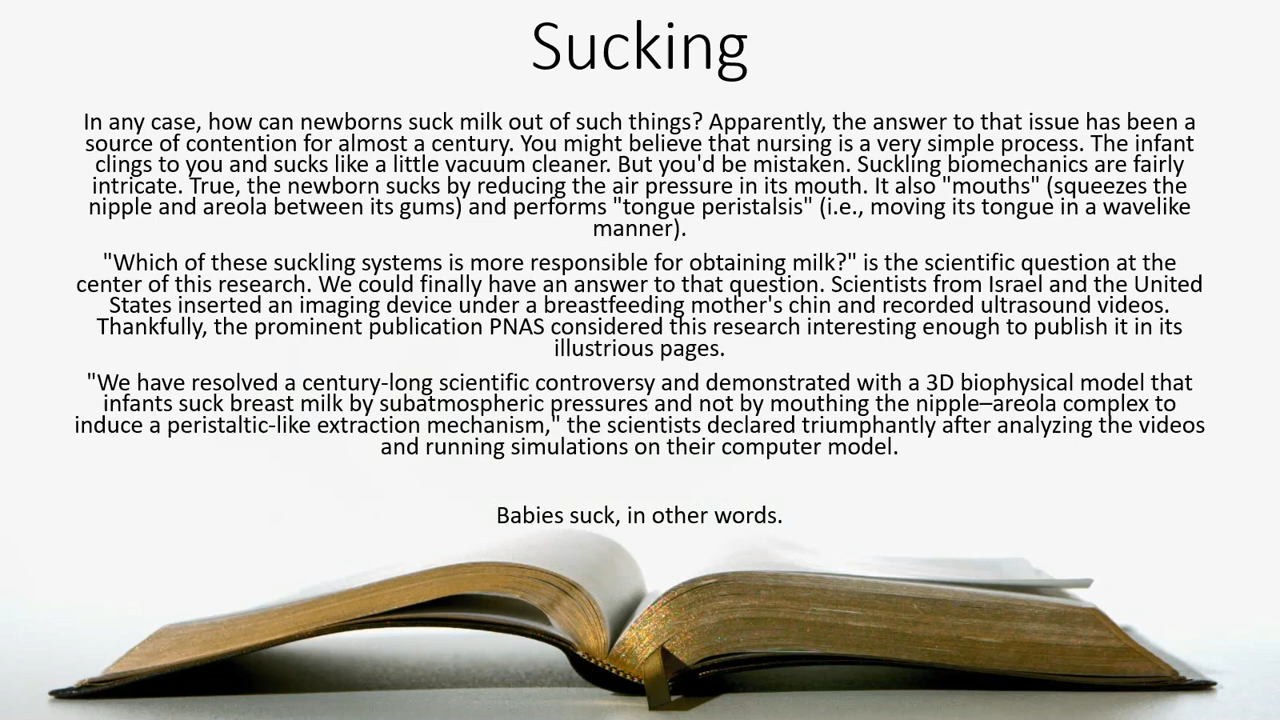 Sucking
In any case, how can newborns suck milk out of such things? Apparently, the answer to that issue has been a
source of contention for almost a century. You might believe that nursing is a very simple process. The infant
clings to you and sucks like a little vacuum cleaner. But you'd be mistaken. Suckling biomechanics are fairly
intricate. True, the newborn sucks by reducing the air pressure in its mouth. It also "mouths" (squeezes the
nipple and areola between its gums) and performs "tongue peristalsis" (i.e., moving its tongue in a wavelike
manner).
"Which of these suckling systems is more responsible for obtaining milk?" is the scientific question at the
center of this research. We could finally have an answer to that question. Scientists from Israel and the United
States inserted an imaging device under a breastfeeding mother's chin and recorded ultrasound videos.
Thankfully, the prominent publication PNAS considered this research interesting enough to publish it in its
illustrious pages.
"We have resolved a century-long scientific controversy and demonstrated with a 3D biophysical model that
infants suck breast milk by subatmospheric pressures and not by mouthing the nipple–areola complex to
induce a peristaltic-like extraction mechanism," the scientists declared triumphantly after analyzing the videos
and running simulations on their computer model.
Babies suck, in other words.